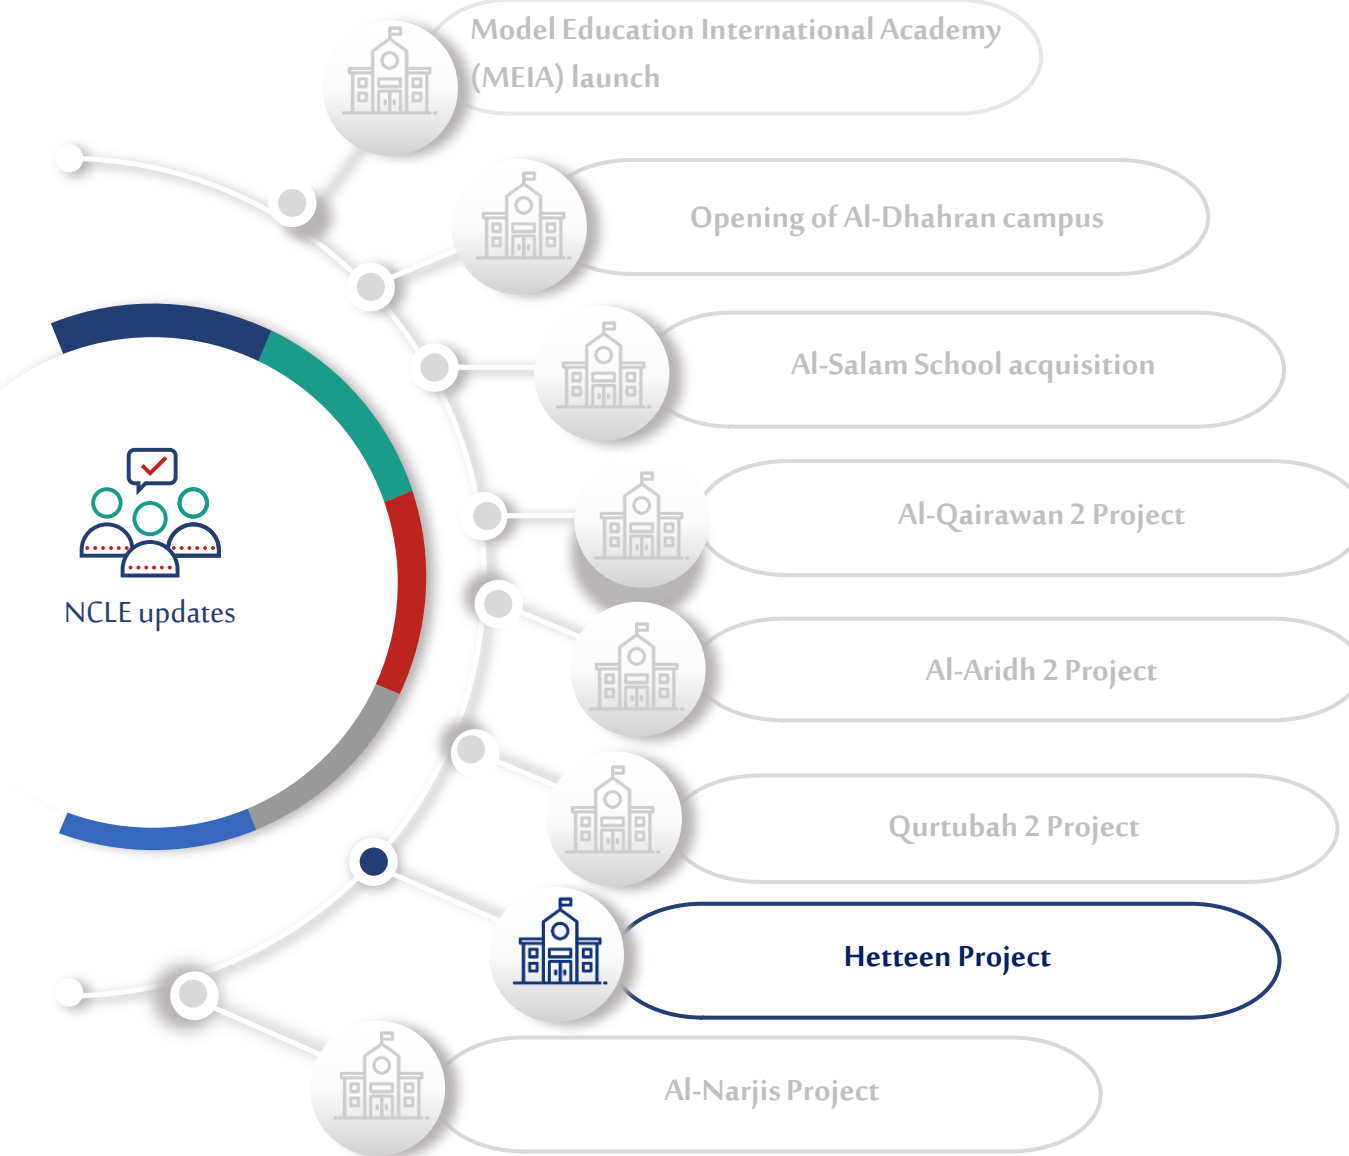 Model Education International Academy
(MEIA) launch
Opening of Al-Dhahran campus
Al-Salam School acquisition
Al-Qairawan 2 Project
NCLE updates
Al-Aridh 2 Project
Qurtubah 2 Project
Hetteen Project
Al-Narjis Project